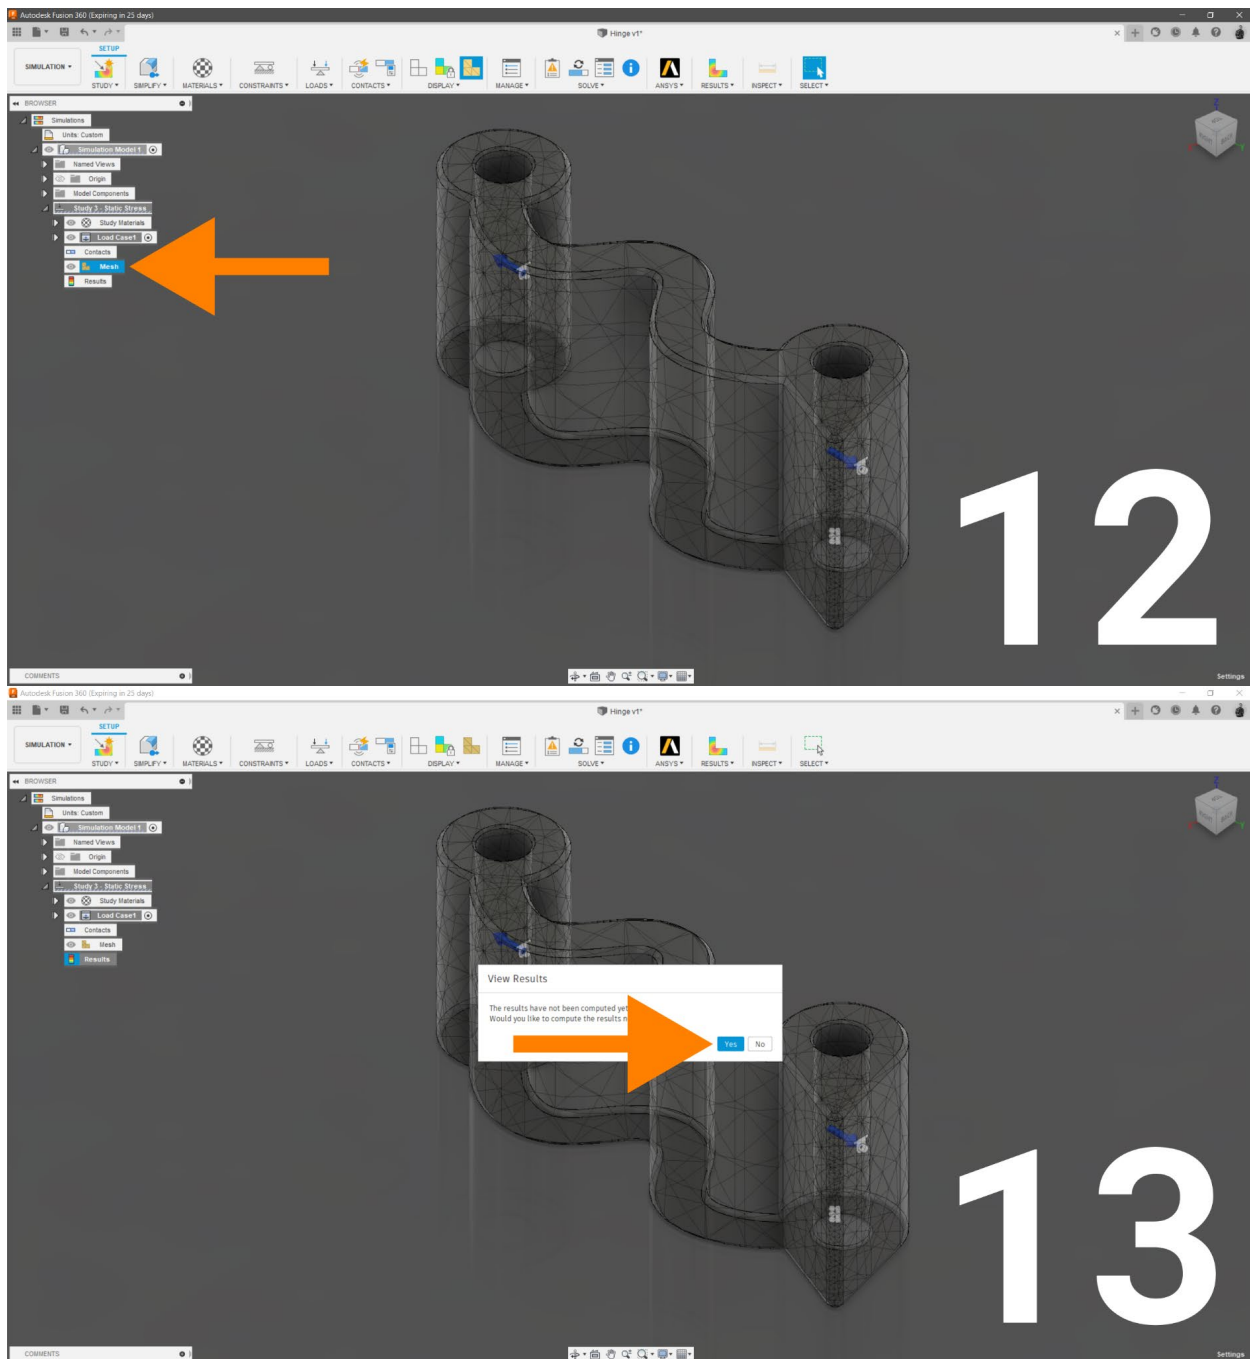 Autodesk Fusion 360 (Expiring in 25 days)
Hinge v1*
SETUP
SIMULATION
STUDY
SIMPLIFY
MATERIALS
CONSTRAINTS
LOADS
CONTACTS
DISPLAY
MANAGE
SOLVE
ANSYS
RESULTS
INSPECT
SELECT
BROWSER
Simulations
Units: Custom
Simulation Model 1
Named Views
Origin
Model Components
Study 3 - Static Stress
Study Materials
Load Case1
Contacts
Mesh
Results
Z
Y
12
COMMENTS
Settings
Autodesk Fusion 360 (Expiring in 25 days)
Hinge v1*
SETUP
SIMULATION
STUDY
SIMPLIFY
MATERIALS
CONSTRAINTS
LOADS
CONTACTS
DISPLAY
MANAGE
SOLVE
ANSYS
RESULTS
INSPECT
SELECT
BROWSER
Simulations
Units: Custom
Simulation Model 1
Named Views
Origin
Model Components
Study 3 - Static Stress
Study Materials
Load Case1
Contacts
Mesh
Results
Z
Y
View Results
The results have not been computed yet
Would you like to compute the results
Yes No
13
COMMENTS
Settings